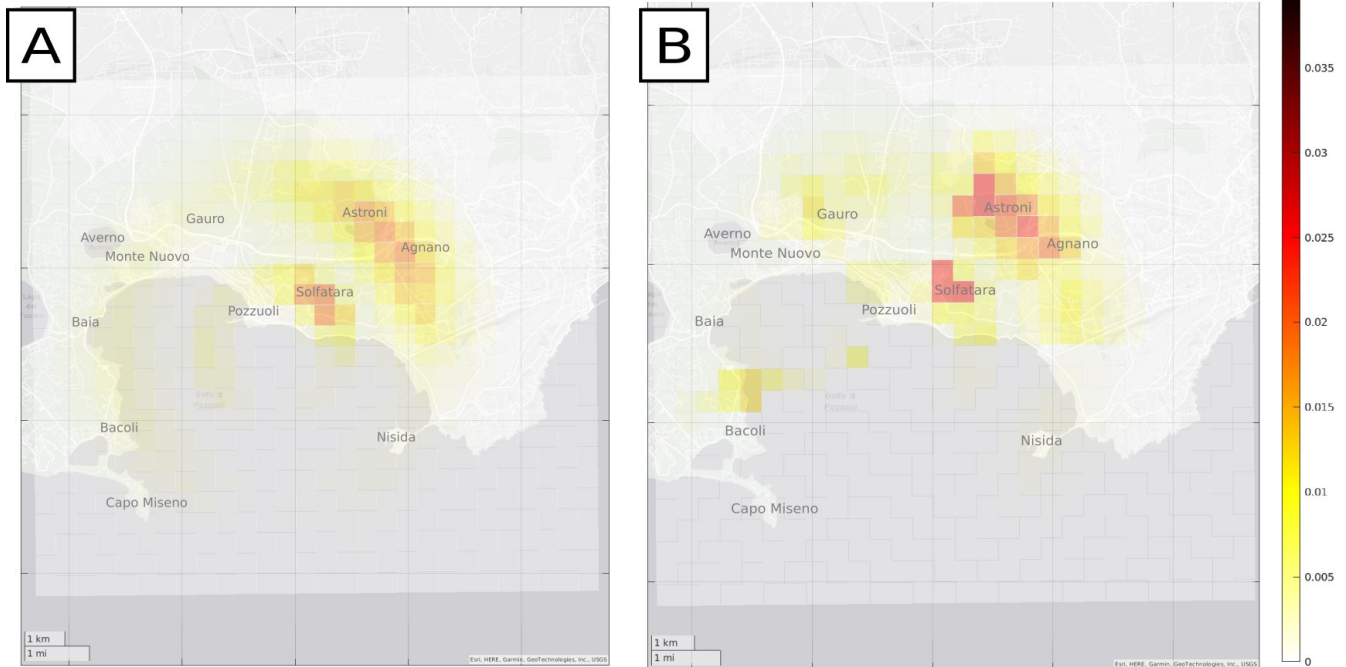 A
Gauro
Astroni
Averno
Monte Nuovo
Agnano
Solfatara
Pozzuoli
Baia
Bacoli
Nisida
Capo Miseno
1 km
1 mi
Esri, HERE, Garmin, GeoTechnologies, Inc., USGS
B
Gauro
Astroni
Averno
Monte Nuovo
Agnano
Solfatara
Pozzuoli
Baia
Bacoli
Nisida
Capo Miseno
1 km
1 mi
Esri, HERE, Garmin, GeoTechnologies, Inc., USGS
0.035
0.03
0.025
0.02
0.015
0.01
0.005
0